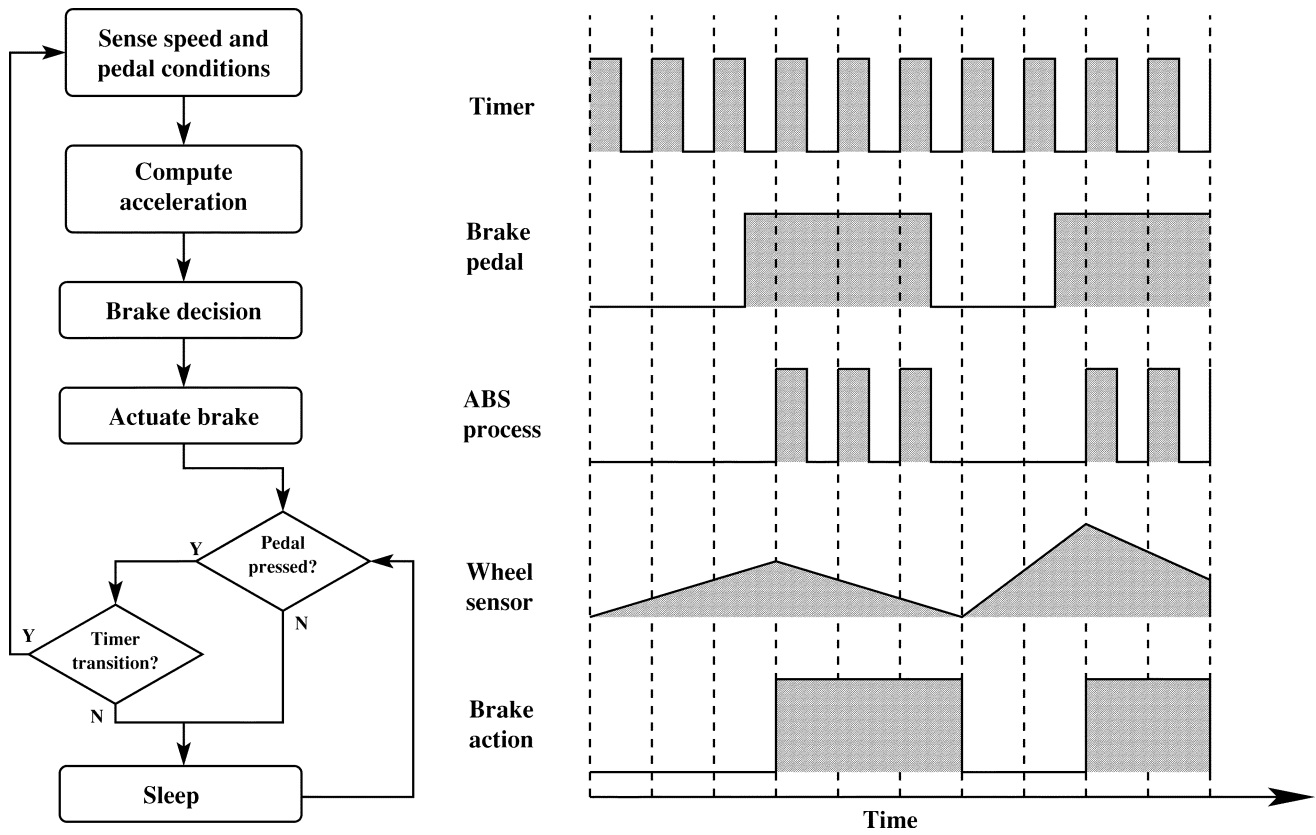 Sense speed and
pedal conditions
Compute
acceleration
Brake decision
Actuate brake
Y
Pedal
pressed?
N
Y
Timer
transition?
N
Sleep
Timer
Brake
pedal
ABS
process
Wheel
sensor
Brake
action
Time